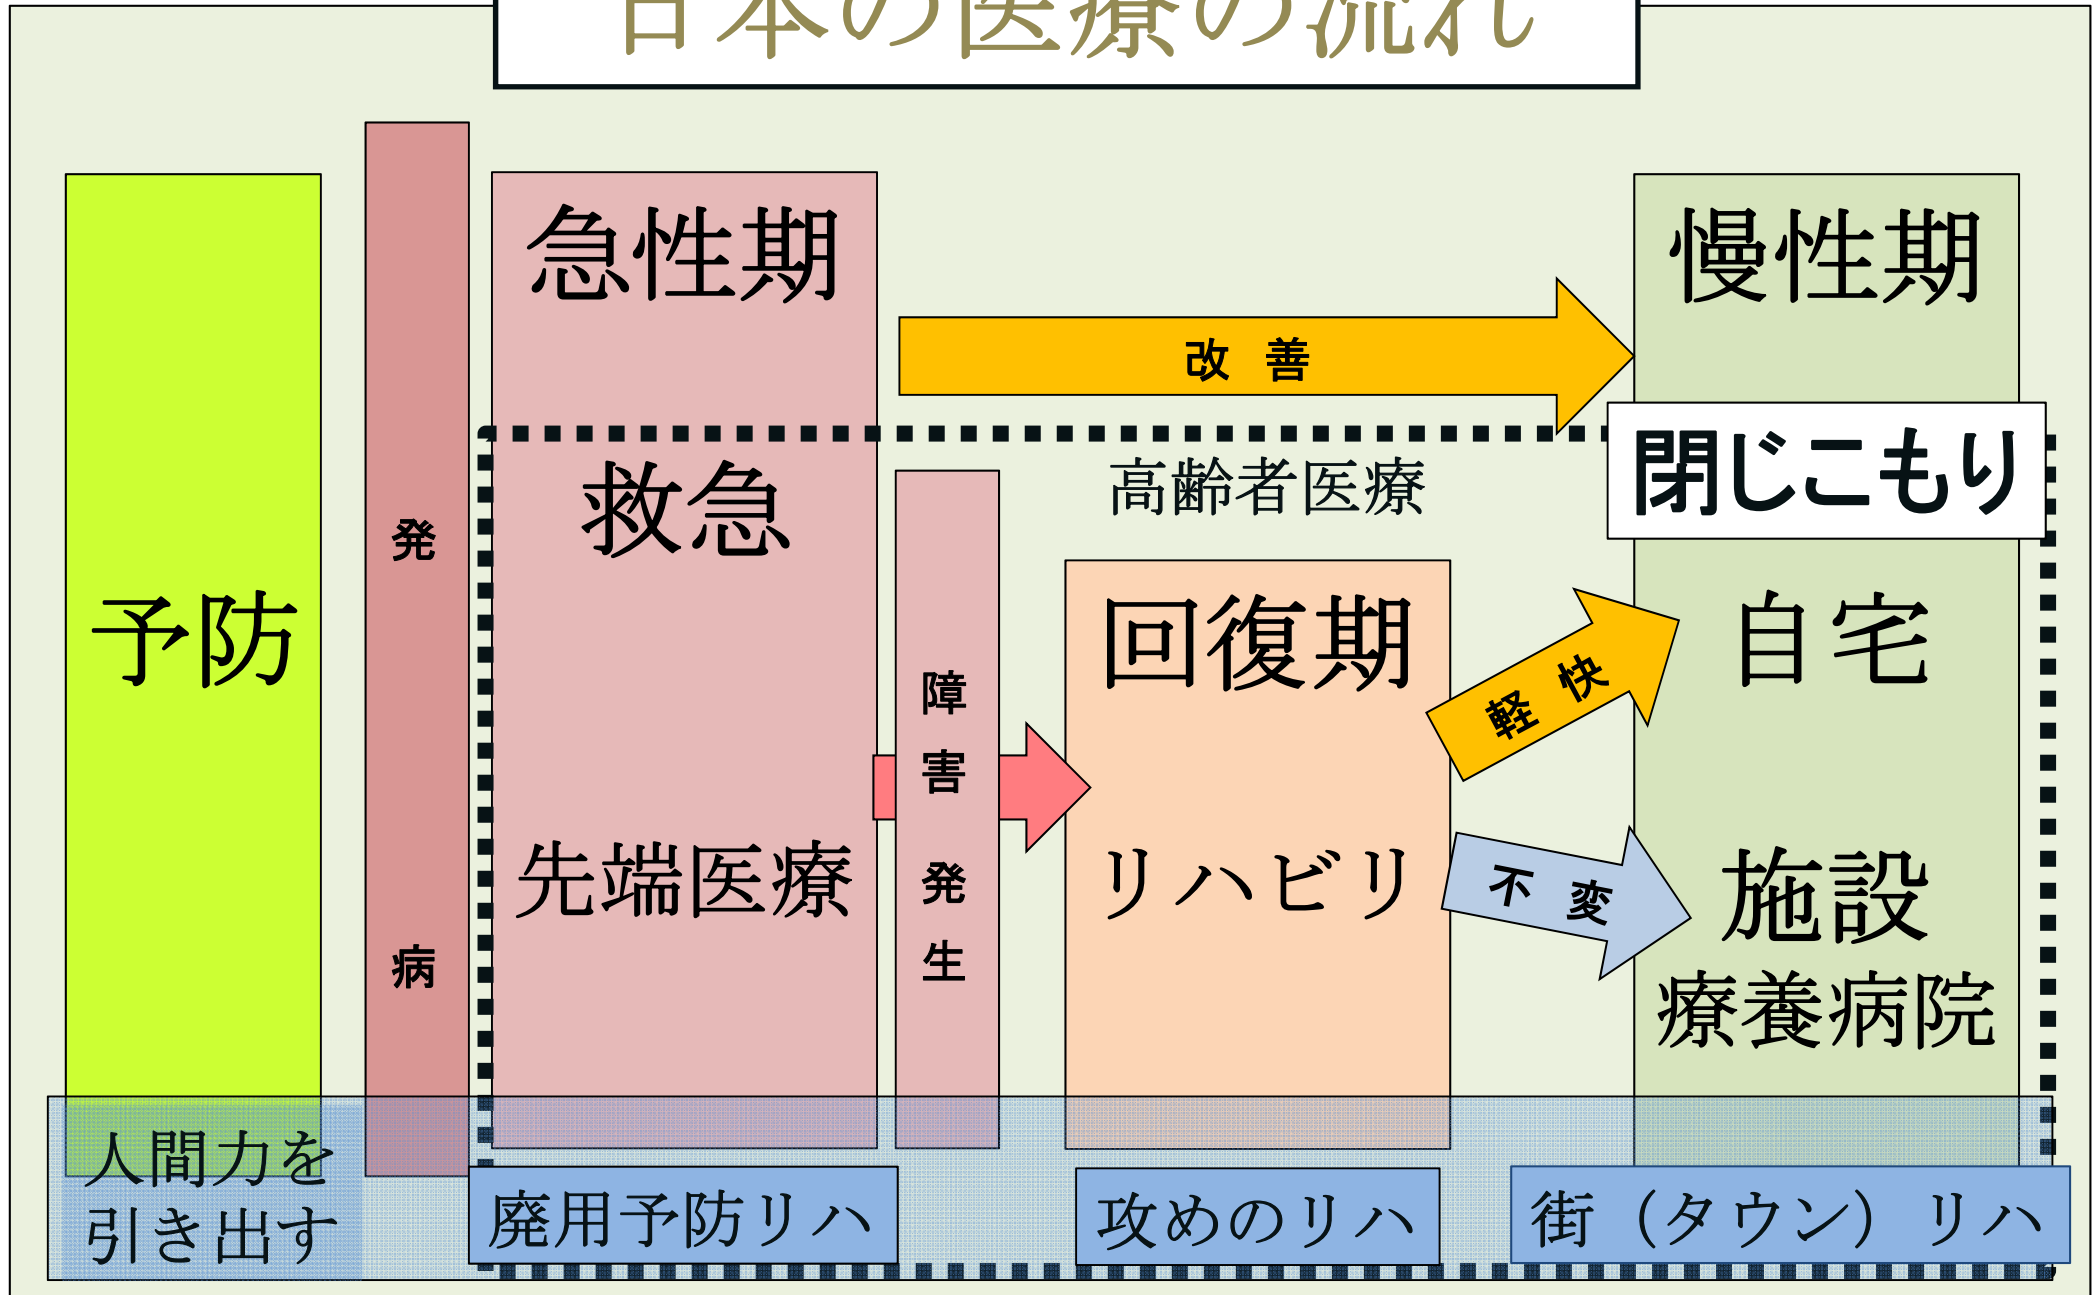 日本の医療の流れ
予防
発
病
急性期
救急
先端医療
改 善
高齢者医療
障
害
発
生
回復期
リハビリ
軽 快
不 変
慢性期
閉じこもり
自宅
施設
療養病院
人間力を
引き出す
廃用予防リハ
攻めのリハ
街（タウン）リハ